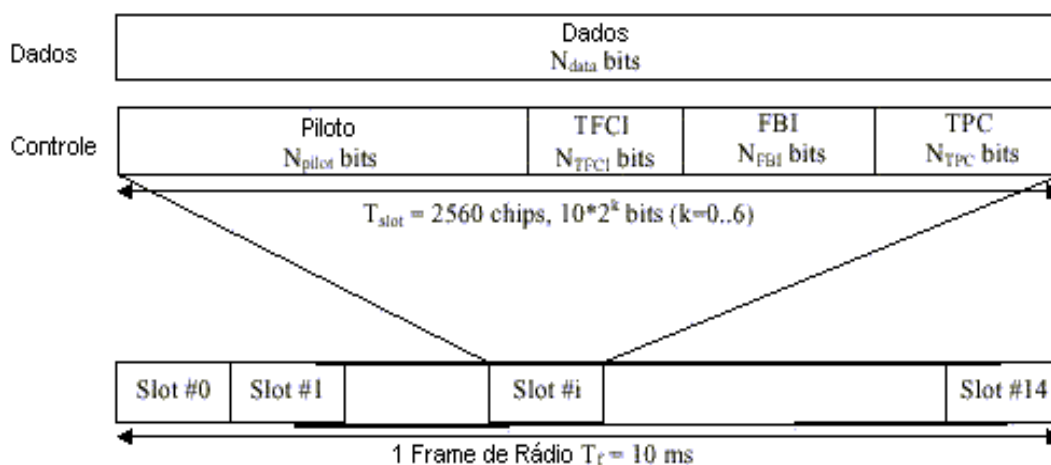 Dados
Dados
N_data bits
Controle
Piloto
N_pilot bits
TFCI
N_TFCI bits
FBI
N_FBI bits
TPC
N_TPC bits
T_slot = 2560 chips, 10*2^k bits (k=0..6)
Slot #0
Slot #1
Slot #i
Slot #14
1 Frame de Rádio T_f = 10 ms